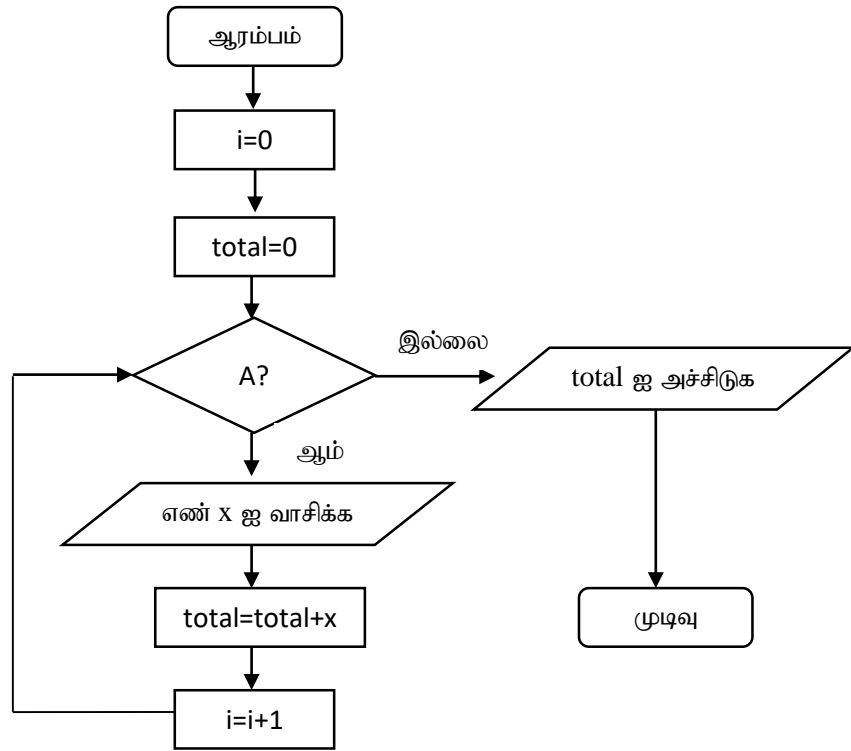 ஆரம்பம்
i=0
total=0
A?
இல்லை
total ஐ அச்சிடுக
ஆம்
எண் x ஐ வாசிக்க
total=total+x
முடிவு
i=i+1